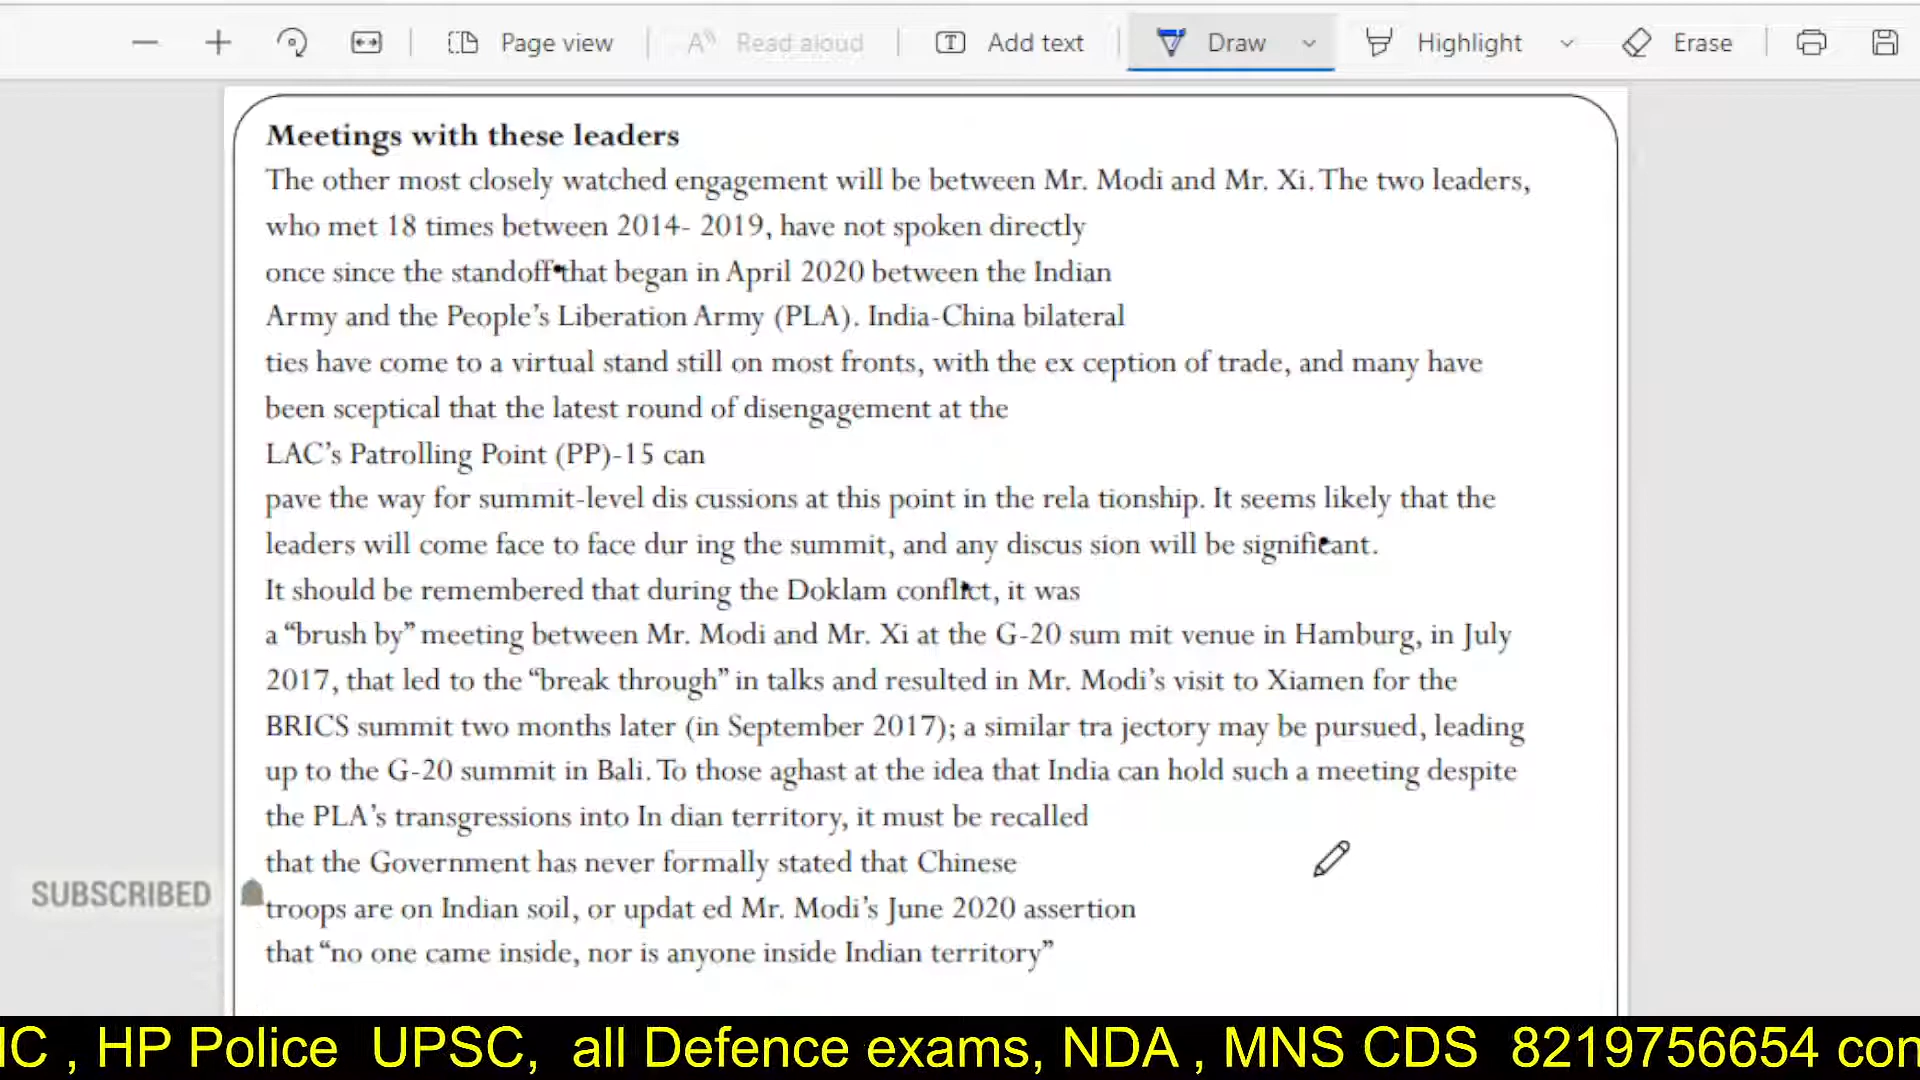 Page view
Read aloud
Add text
Draw
Highlight
Erase
Meetings with these leaders
The other most closely watched engagement will be between Mr. Modi and Mr. Xi. The two leaders,
who met 18 times between 2014- 2019, have not spoken directly
once since the standoff that began in April 2020 between the Indian
Army and the People’s Liberation Army (PLA). India-China bilateral
ties have come to a virtual stand still on most fronts, with the ex ception of trade, and many have
been sceptical that the latest round of disengagement at the
LAC’s Patrolling Point (PP)-15 can
pave the way for summit-level dis cussions at this point in the rela tionship. It seems likely that the
leaders will come face to face dur ing the summit, and any discus sion will be significant.
It should be remembered that during the Doklam conflict, it was
a “brush by” meeting between Mr. Modi and Mr. Xi at the G-20 sum mit venue in Hamburg, in July
2017, that led to the “break through” in talks and resulted in Mr. Modi’s visit to Xiamen for the
BRICS summit two months later (in September 2017); a similar tra jectory may be pursued, leading
up to the G-20 summit in Bali. To those aghast at the idea that India can hold such a meeting despite
the PLA’s transgressions into In dian territory, it must be recalled
that the Government has never formally stated that Chinese
SUBSCRIBED
troops are on Indian soil, or updat ed Mr. Modi’s June 2020 assertion
that “no one came inside, nor is anyone inside Indian territory”
IC , HP Police UPSC, all Defence exams, NDA , MNS CDS 8219756654 con